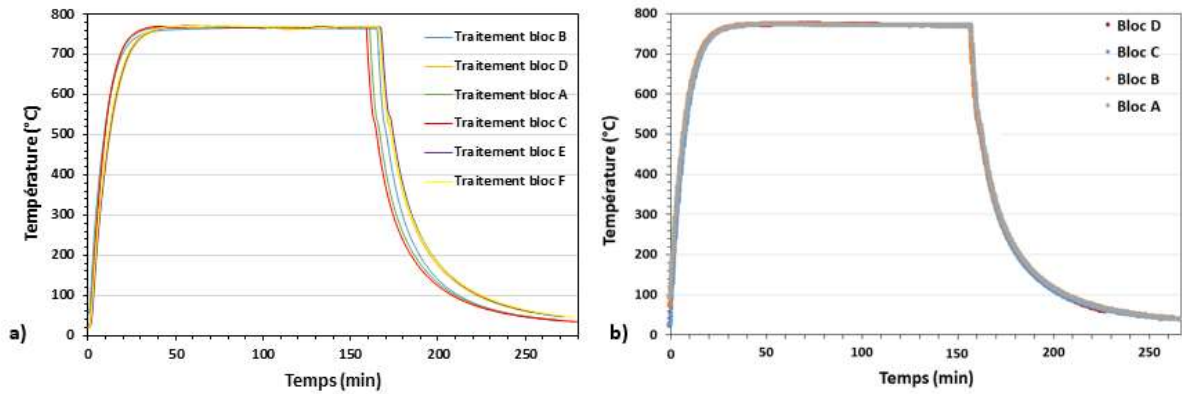 800
700
600
500
400
300
200
100
0
Température (°C)
0
50
100
150
200
250
Temps (min)
Traitement bloc B
Traitement bloc D
Traitement bloc A
Traitement bloc C
Traitement bloc E
Traitement bloc F
a)
800
700
600
500
400
300
200
100
0
Température (°C)
0
50
100
150
200
250
Temps (min)
Bloc D
Bloc C
Bloc B
Bloc A
b)